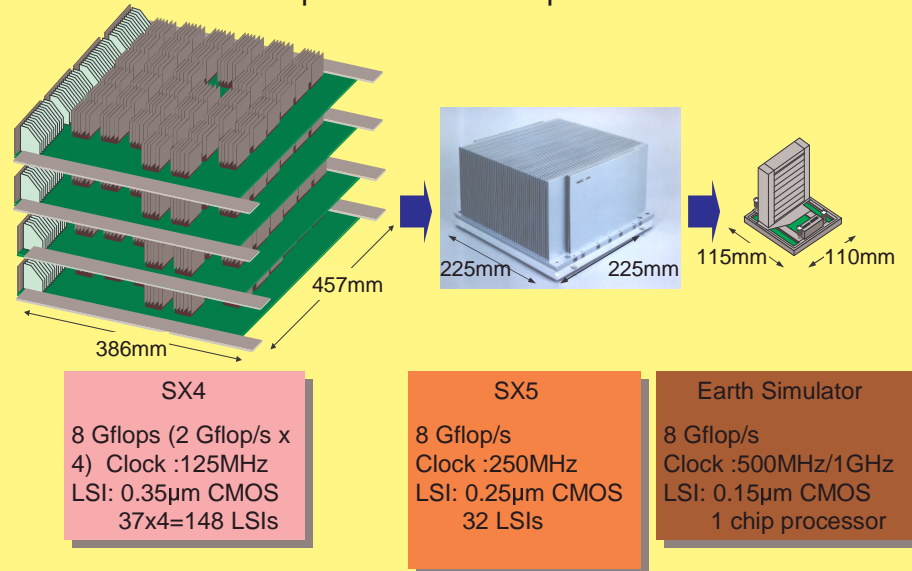 457mm
386mm
225mm
225mm
115mm
110mm
SX4
8 Gflops (2 Gflop/s x
4) Clock :125MHz
LSI: 0.35µm CMOS
37x4=148 LSIs
SX5
8 Gflop/s
Clock :250MHz
LSI: 0.25µm CMOS
32 LSIs
Earth Simulator
8 Gflop/s
Clock :500MHz/1GHz
LSI: 0.15µm CMOS
1 chip processor